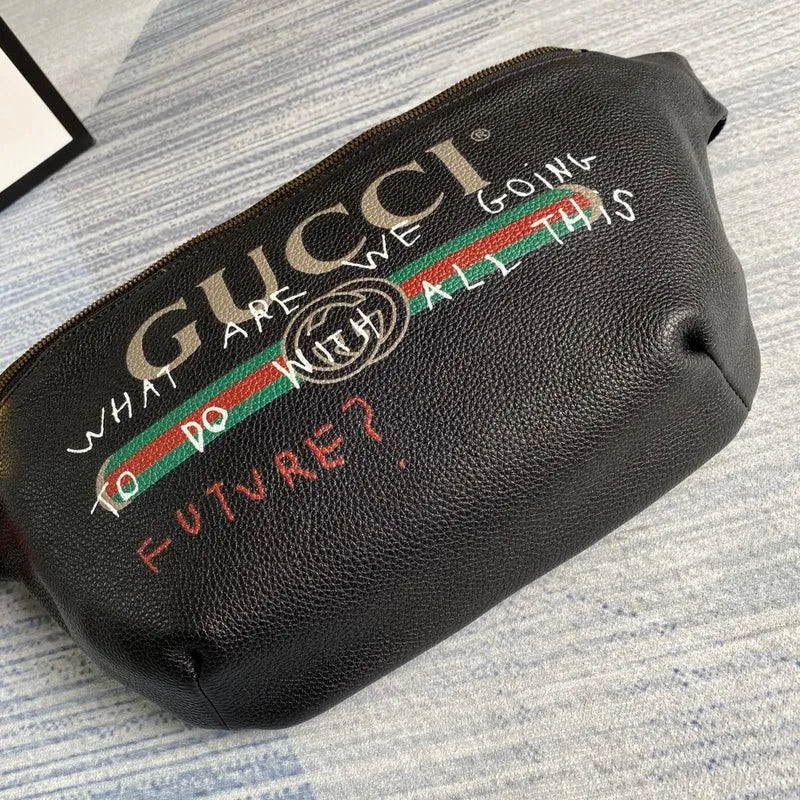 GUCCI®
WHAT ARE WE GOING
TO DO WITH ALL THIS
FUTURE?